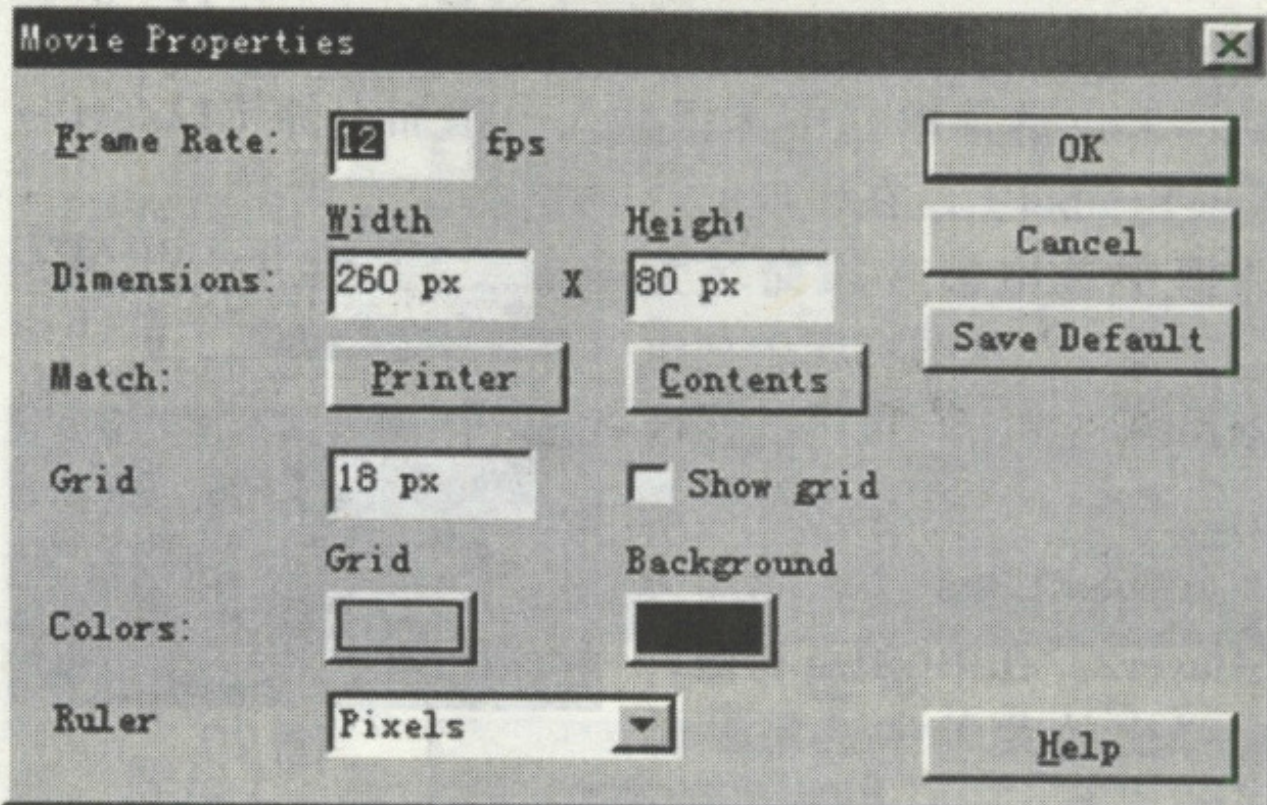 Movie Properties
Frame Rate: 12 fps
Width Height
Dimensions: 260 px X 80 px
Match: Printer Contents
Grid 18 px Show grid
Grid Background
Colors:
Ruler Pixels
OK
Cancel
Save Default
Help